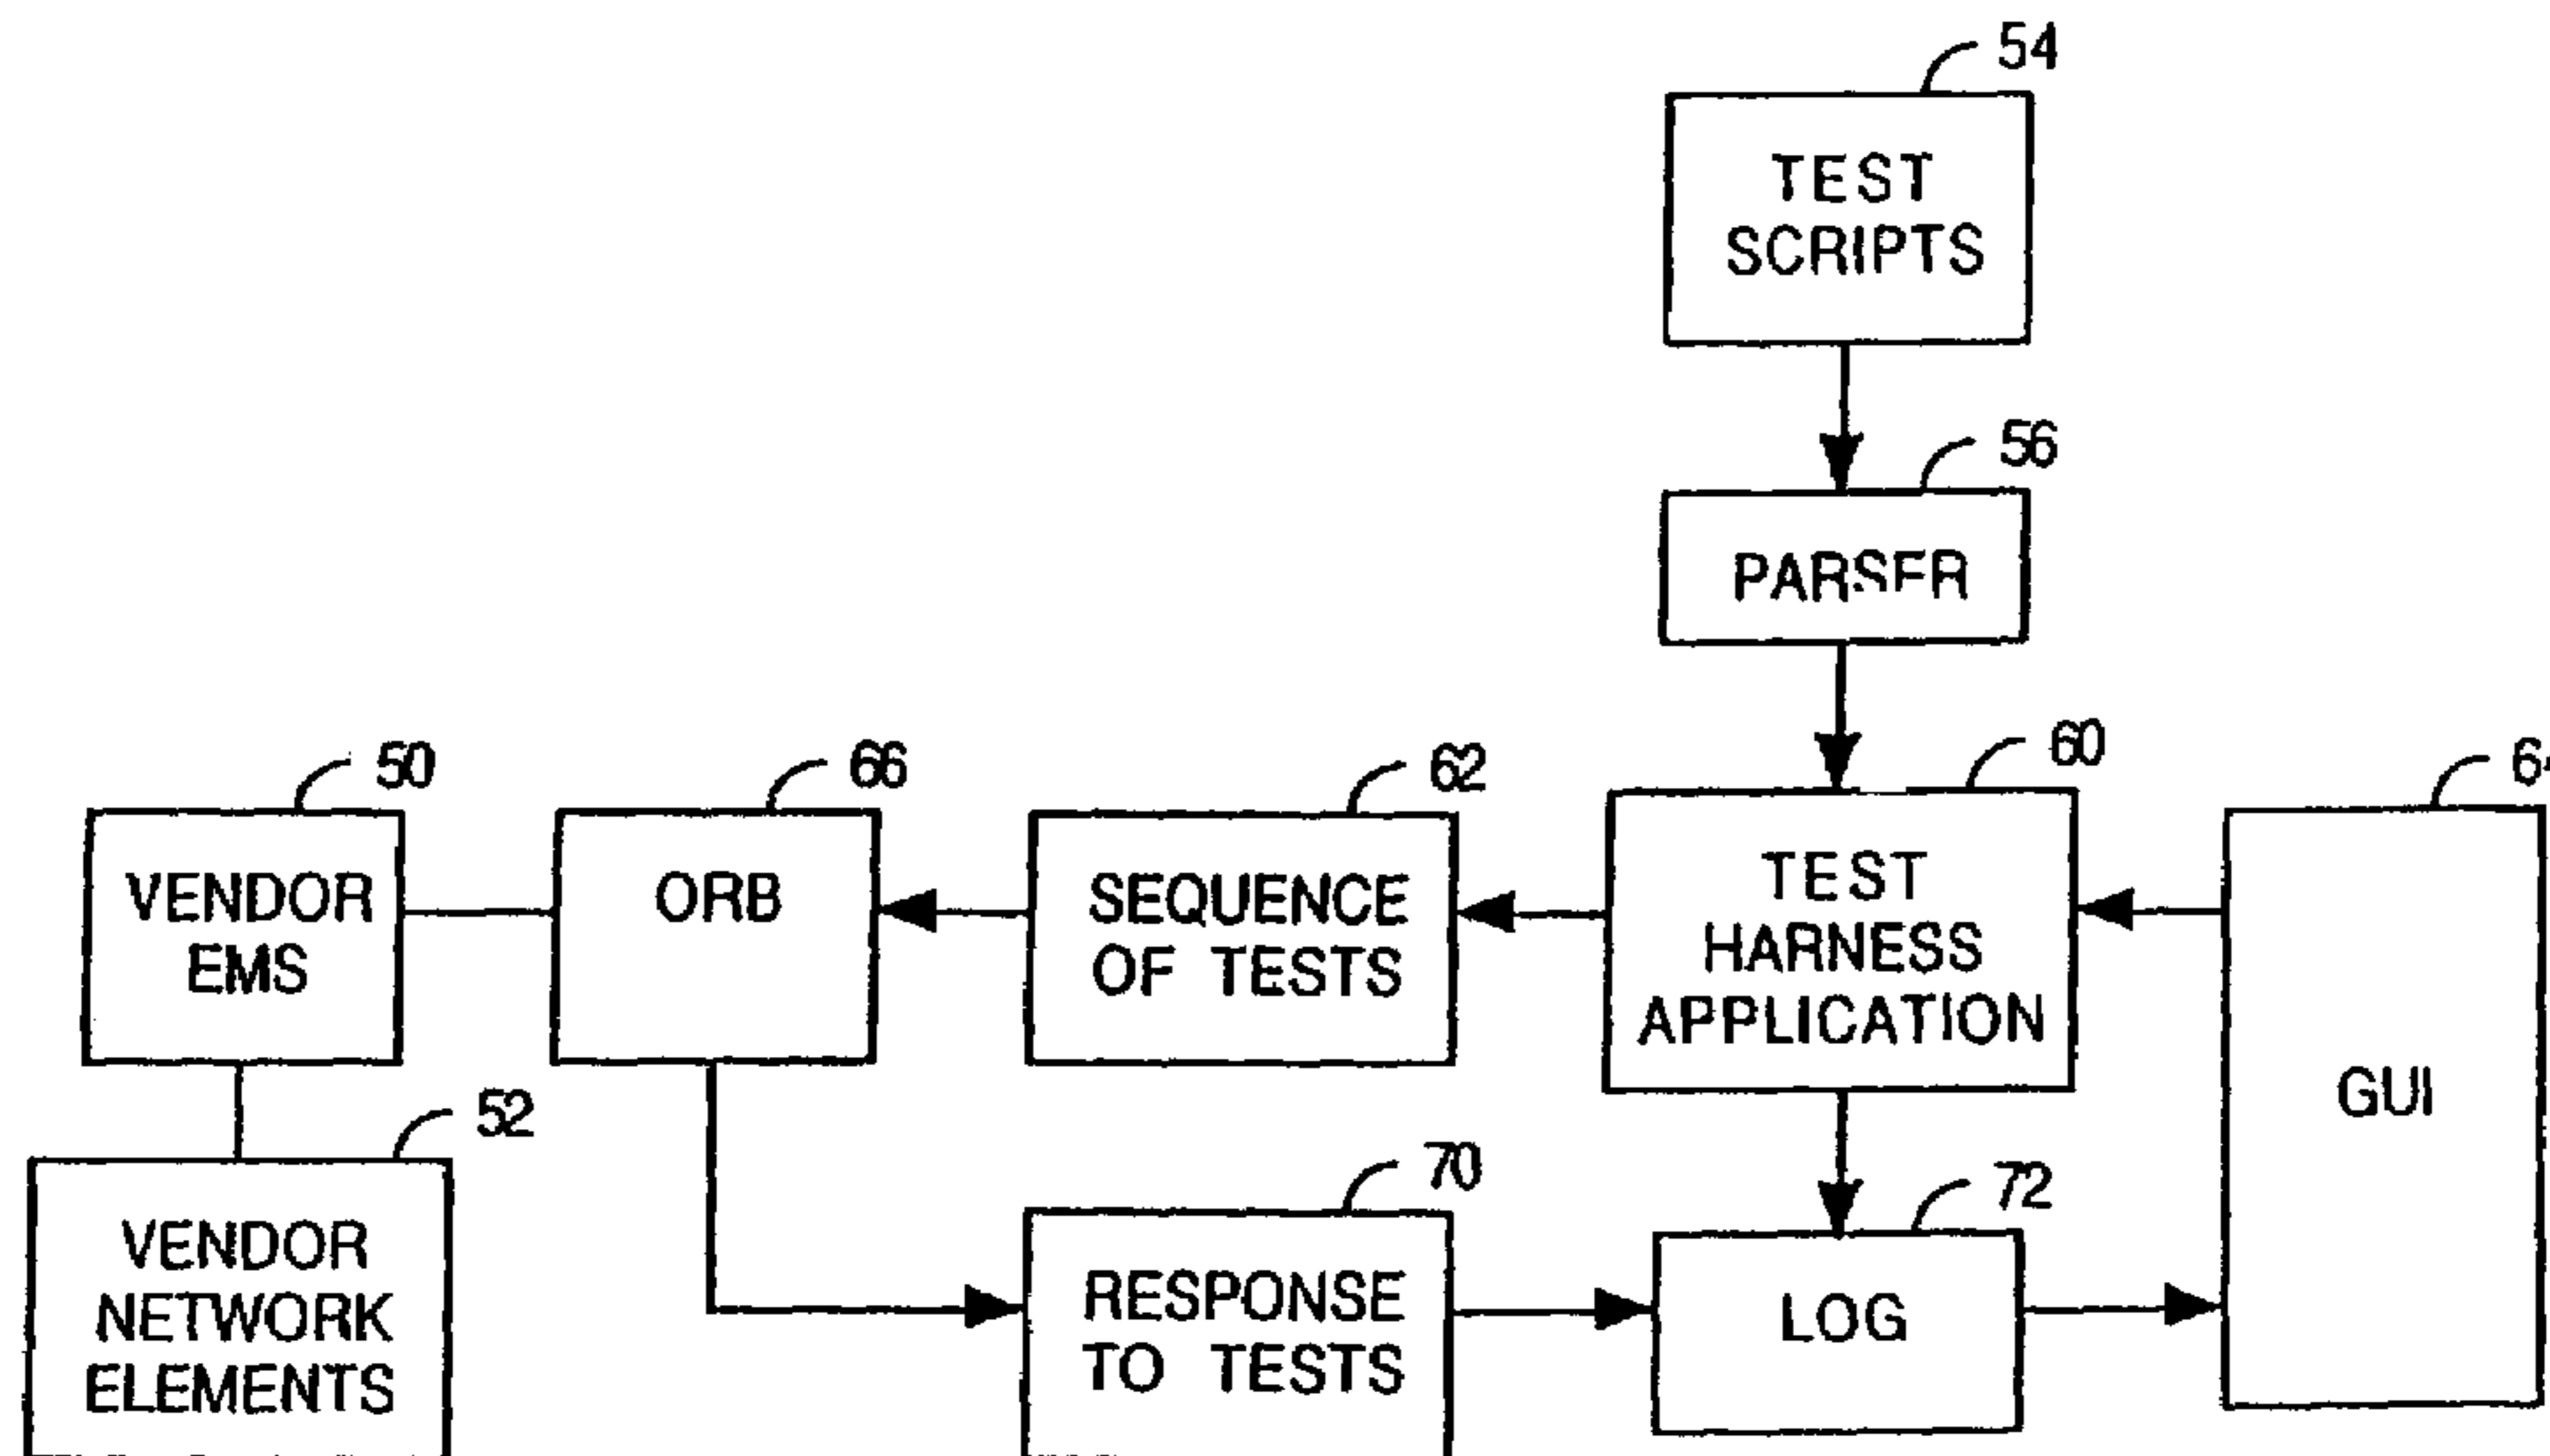 54
TEST
SCRIPTS
56
PARSER
60
TEST
HARNESS
APPLICATION
62
SEQUENCE
OF TESTS
66
ORB
50
VENDOR
EMS
52
VENDOR
NETWORK
ELEMENTS
70
RESPONSE
TO TESTS
72
LOG
GUI